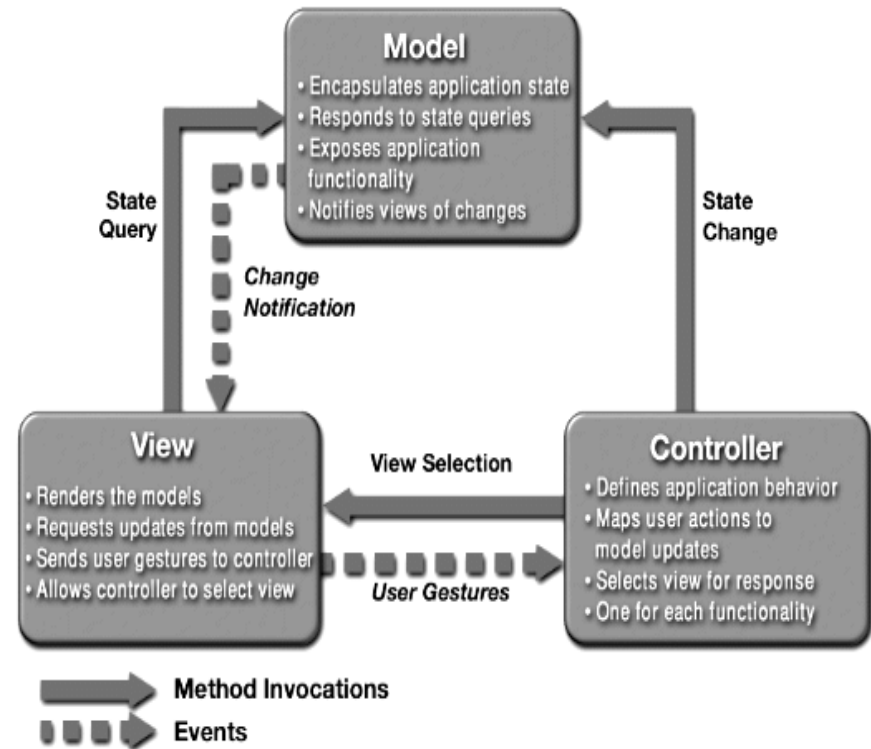 Model
• Encapsulates application state
• Responds to state queries
• Exposes application
functionality
• Notifies views of changes
State
Query
State
Change
Change
Notification
View
• Renders the models
• Requests updates from models
• Sends user gestures to controller
• Allows controller to select view
View Selection
User Gestures
Controller
• Defines application behavior
• Maps user actions to
model updates
• Selects view for response
• One for each functionality
Method Invocations
Events